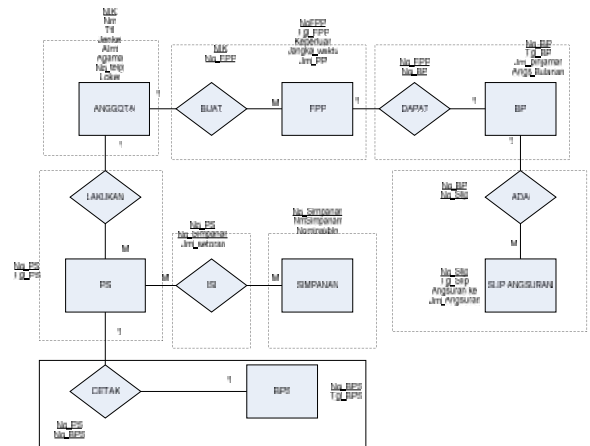 NIK
Nm
Ttl
Jenkel
Almt
Agama
No_telp
Loker
ANGGOTA
1
NIK
No_FPP
BUAT
M
NoFPP
Tgl_FPP
Keperluan
Jangka_waktu
Jml_PP
FPP
1
No_FPP
No_BP
DAPAT
1
No_BP
Tgl_BP
Jml_pinjaman
Angs_Bulanan
BP
1
1
LAKUKAN
M
No_PS
Tgl_PS
PS
M
No_PS
No_Simpanan
Jml_setoran
ISI
M
No_Simpanan
NmSimpanan
SIMPANAN
No_BP
No_Slip
ADA
M
No_Slip
Tgl_Slip
Angsuran ke
Jml_Angsuran
SLIP ANGSURAN
1
CETAK
1
BPS
No_BPS
Tgl_BPS
No_PS
No_BPS